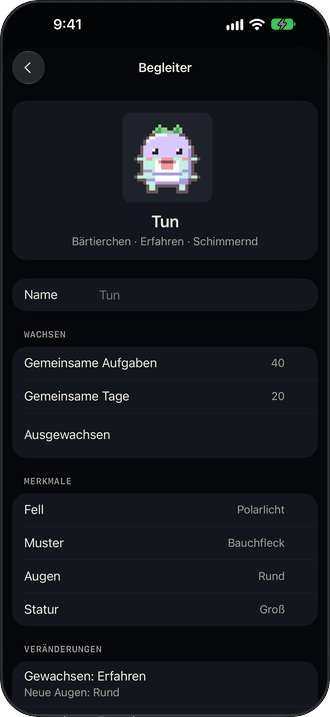 9:41
Begleiter
Tun
Bärtierchen · Erfahren · Schimmernd
Name Tun
WACHSEN
Gemeinsame Aufgaben 40
Gemeinsame Tage 20
Ausgewachsen
MERKMALE
Fell Polarlicht
Muster Bauchfleck
Augen Rund
Statur Groß
VERÄNDERUNGEN
Gewachsen: Erfahren
Neue Augen: Rund